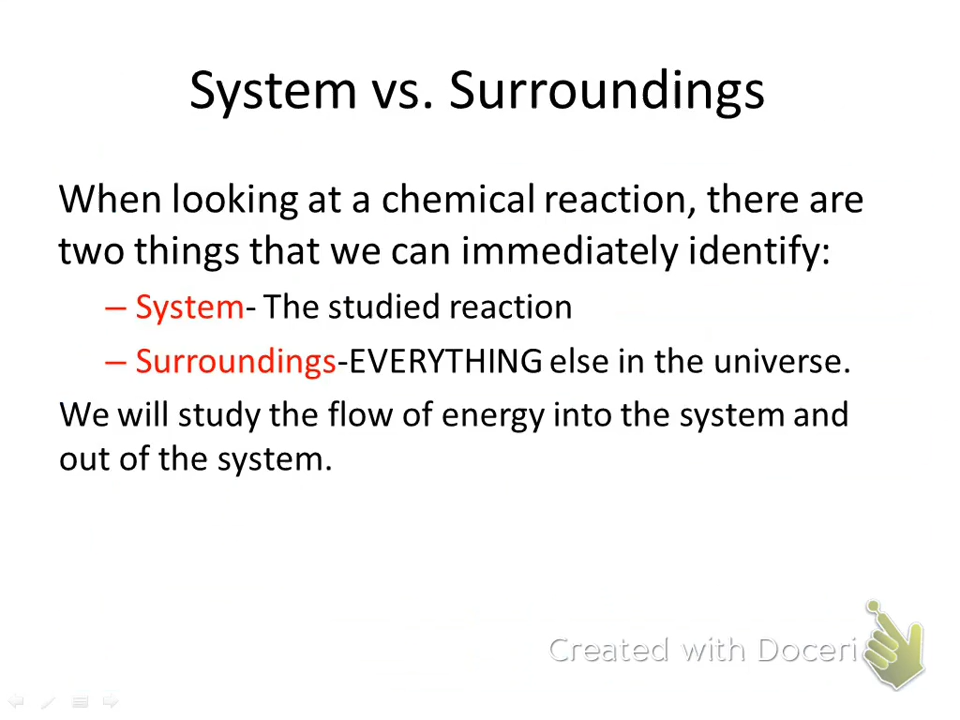 System vs. Surroundings
When looking at a chemical reaction, there are
two things that we can immediately identify:
– System- The studied reaction
– Surroundings-EVERYTHING else in the universe.
We will study the flow of energy into the system and
out of the system.
Created with Doceri